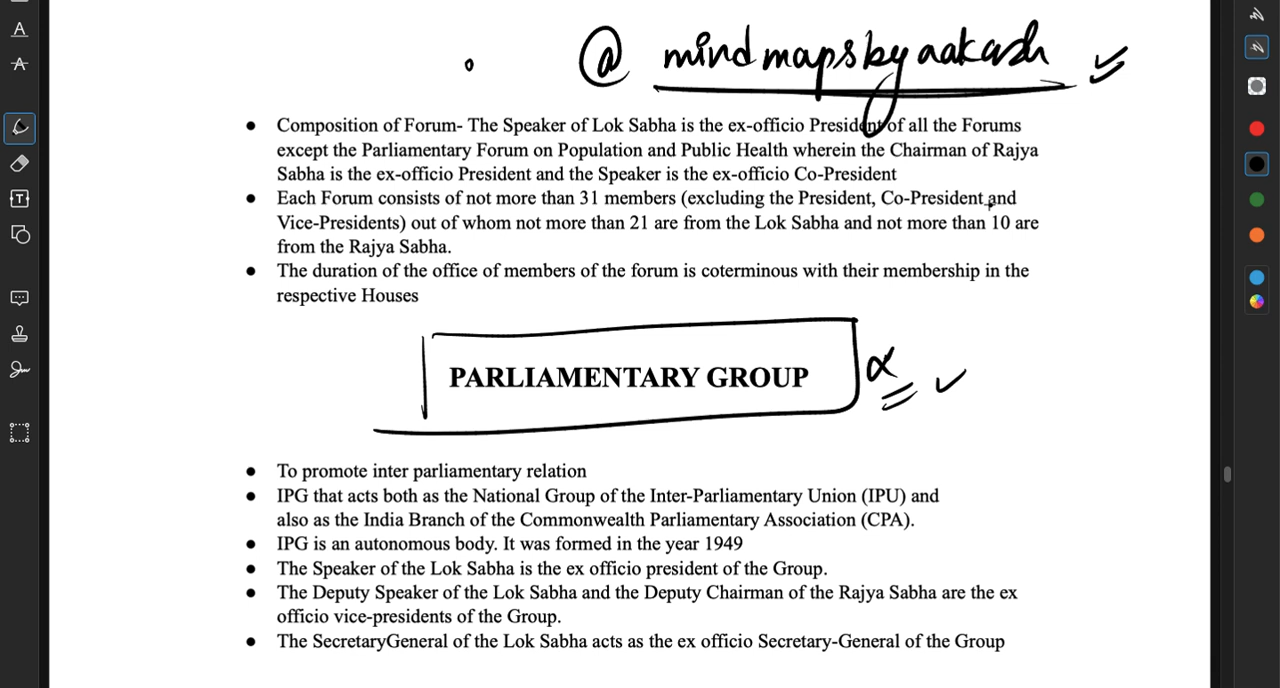 @ mindmapsbyaakash
• Composition of Forum- The Speaker of Lok Sabha is the ex-officio President of all the Forums
except the Parliamentary Forum on Population and Public Health wherein the Chairman of Rajya
Sabha is the ex-officio President and the Speaker is the ex-officio Co-President
• Each Forum consists of not more than 31 members (excluding the President, Co-President and
Vice-Presidents) out of whom not more than 21 are from the Lok Sabha and not more than 10 are
from the Rajya Sabha.
• The duration of the office of members of the forum is coterminous with their membership in the
respective Houses
PARLIAMENTARY GROUP
• To promote inter parliamentary relation
• IPG that acts both as the National Group of the Inter-Parliamentary Union (IPU) and
also as the India Branch of the Commonwealth Parliamentary Association (CPA).
• IPG is an autonomous body. It was formed in the year 1949
• The Speaker of the Lok Sabha is the ex officio president of the Group.
• The Deputy Speaker of the Lok Sabha and the Deputy Chairman of the Rajya Sabha are the ex
officio vice-presidents of the Group.
• The SecretaryGeneral of the Lok Sabha acts as the ex officio Secretary-General of the Group